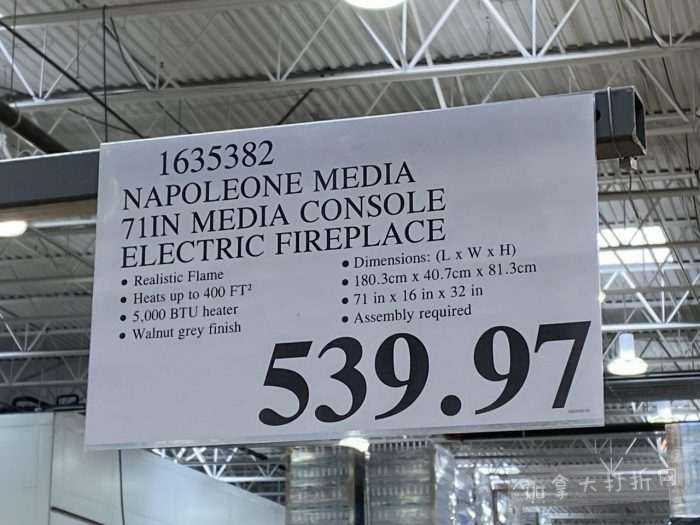 1635382
NAPOLEONE MEDIA
71IN MEDIA CONSOLE
ELECTRIC FIREPLACE
• Realistic Flame
• Heats up to 400 FT²
• 5,000 BTU heater
• Walnut grey finish
• Dimensions: (L x W x H)
• 180.3cm x 40.7cm x 81.3cm
• 71 in x 16 in x 32 in
• Assembly required
539.97
加拿大打折网